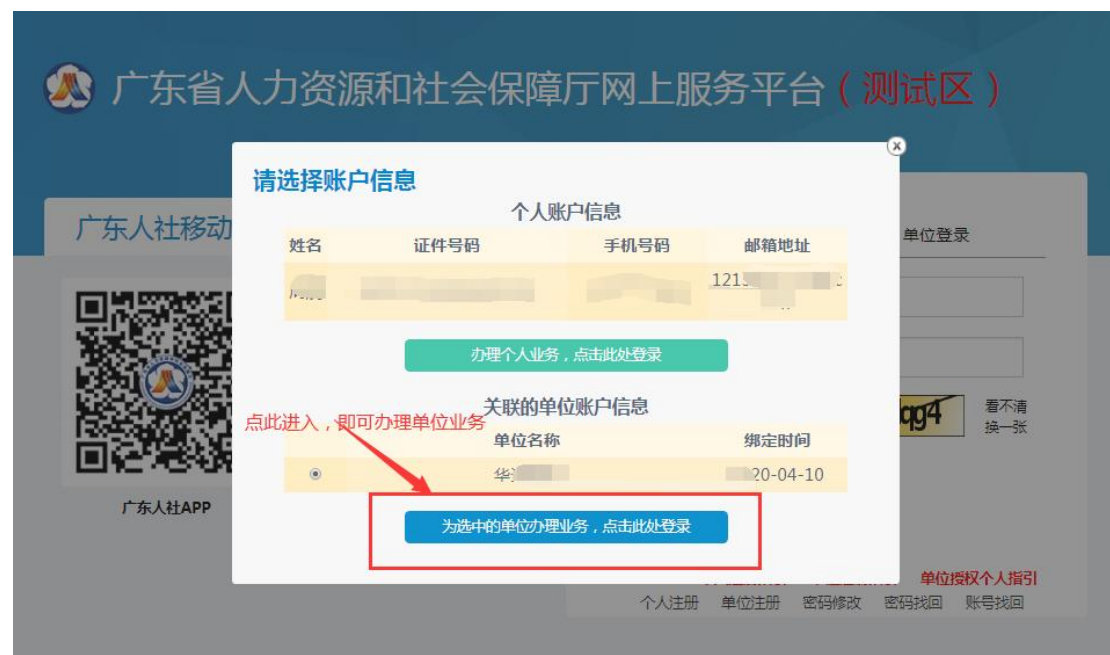 广东省人力资源和社会保障厅网上服务平台(测试区)
请选择账户信息
个人账户信息
广东人社移动
单位登录
姓名 证件号码 手机号码 邮箱地址
121
办理个人业务,点击此处登录
关联的单位账户信息
点此进入,即可办理单位业务
qg4
看不清
换一张
单位名称 绑定时间
华 20-04-10
广东人社APP
为选中的单位办理业务,点击此处登录
单位授权个人指引
个人注册 单位注册 密码修改 密码找回 账号找回